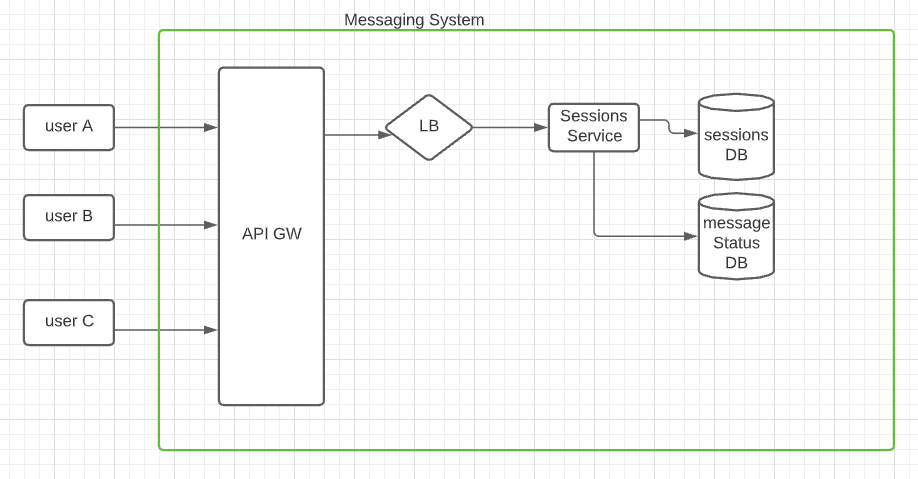 Messaging System
user A
user B
user C
API GW
LB
Sessions
Service
sessions
DB
message
Status
DB